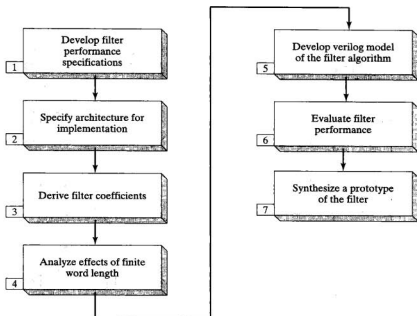 Develop filter
performance
specifications
1
Specify architecture for
implementation
2
Derive filter coefficients
3
Analyze effects of finite
word length
4
Develop verilog model
of the filter algorithm
5
Evaluate filter
performance
6
Synthesize a prototype
of the filter
7